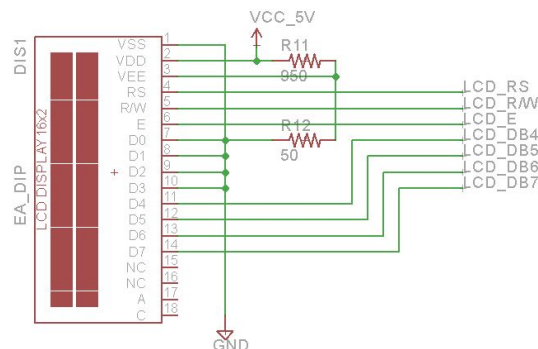 VCC_5V
DIS1
EA_DIP
LCD DISPLAY 16x2
VSS 1
VDD 2
VEE 3
RS 4
R/W 5
E 6
D0 7
D1 8
D2 9
D3 10
D4 11
D5 12
D6 13
D7 14
NC 15
NC 16
A 17
C 18
R11
950
R12
50
LCD_RS
LCD_R/W
LCD_E
LCD_DB4
LCD_DB5
LCD_DB6
LCD_DB7
GND